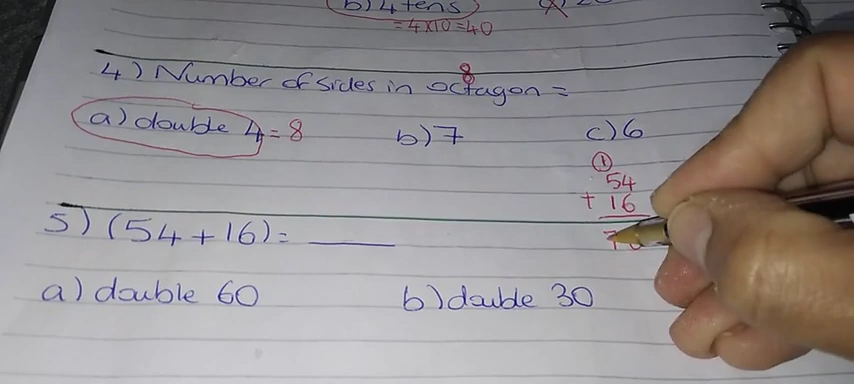 b) 4 tens
= 4x10 = 40
8
4) Number of sides in octagon =
a) double 4 = 8 b) 7 c) 6
1
54
+ 16
7
5) (54 + 16) = ____
a) double 60 b) double 30